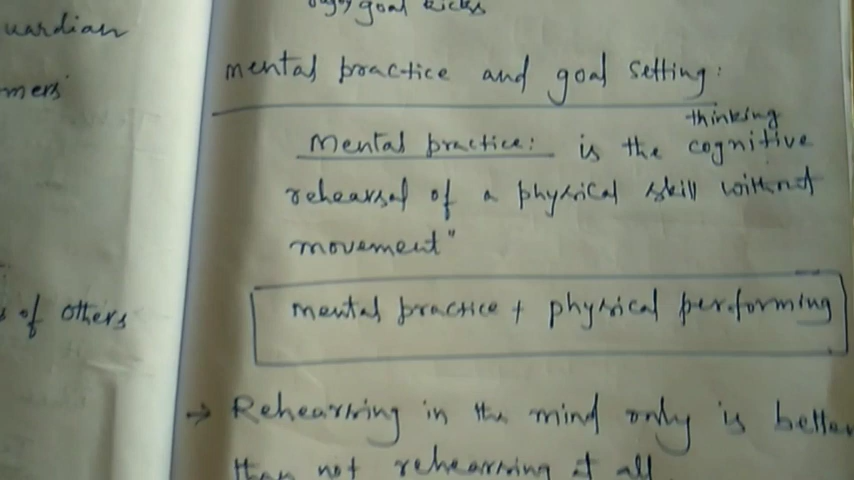 uardian
mers
s of others
goal kicks
mental practice and goal setting:
thinking
Mental practice: is the cognitive
rehearsal of a physical skill without
movement"
mental practice + physical performing
→ Rehearsing in the mind only is better
than not rehearsing at all